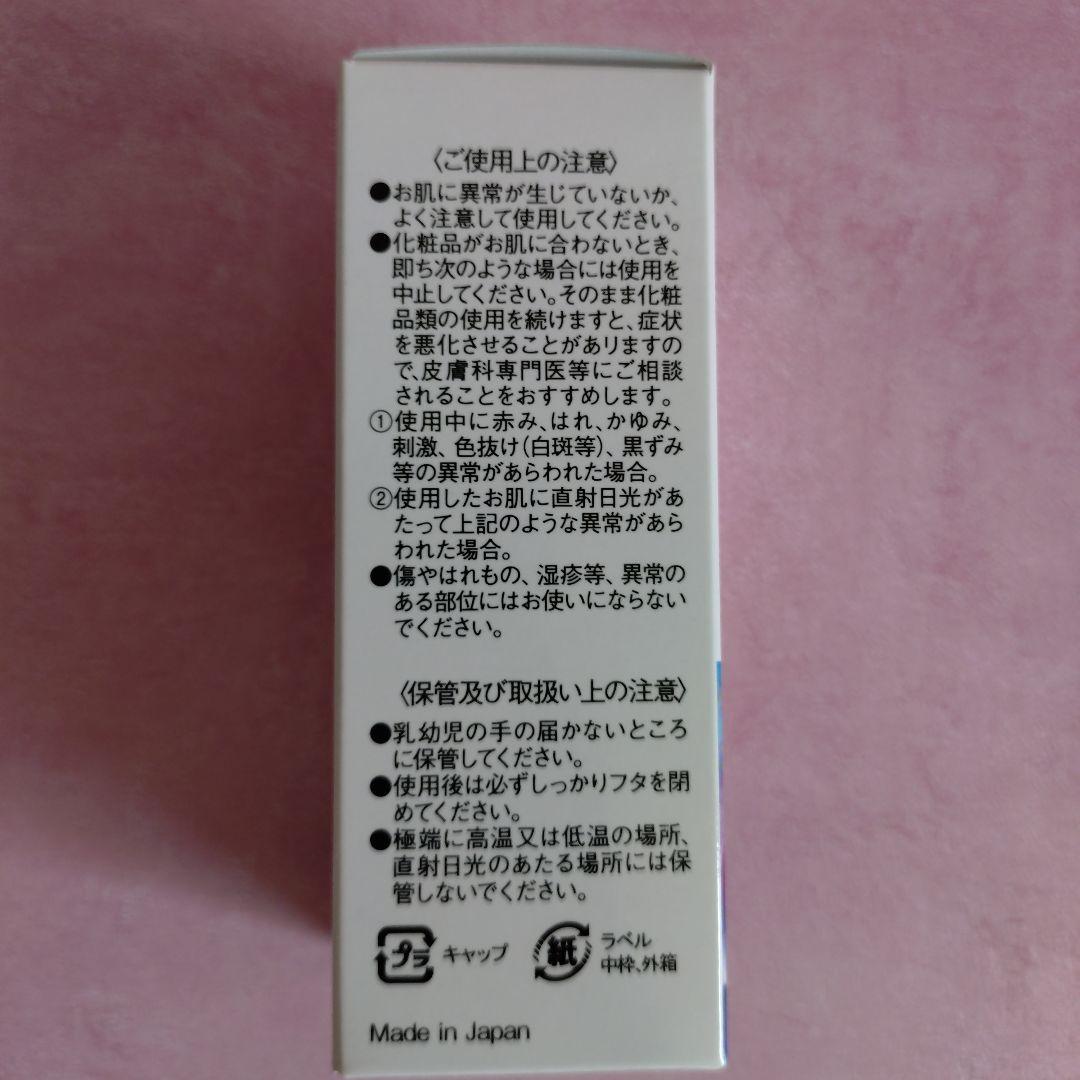 〈ご使用上の注意〉
●お肌に異常が生じていないか、
よく注意して使用してください。
●化粧品がお肌に合わないとき、
即ち次のような場合には使用を
中止してください。そのまま化粧
品類の使用を続けますと、症状
を悪化させることがありますの
で、皮膚科専門医等にご相談
されることをおすすめします。
①使用中に赤み、はれ、かゆみ、
刺激、色抜け(白斑等)、黒ずみ
等の異常があらわれた場合。
②使用したお肌に直射日光があ
たって上記のような異常があら
われた場合。
●傷やはれもの、湿疹等、異常の
ある部位にはお使いにならない
でください。
〈保管及び取扱い上の注意〉
●乳幼児の手の届かないところ
に保管してください。
●使用後は必ずしっかりフタを閉
めてください。
●極端に高温又は低温の場所、
直射日光のあたる場所には保
管しないでください。
プラ キャップ
紙 ラベル
中枠、外箱
Made in Japan